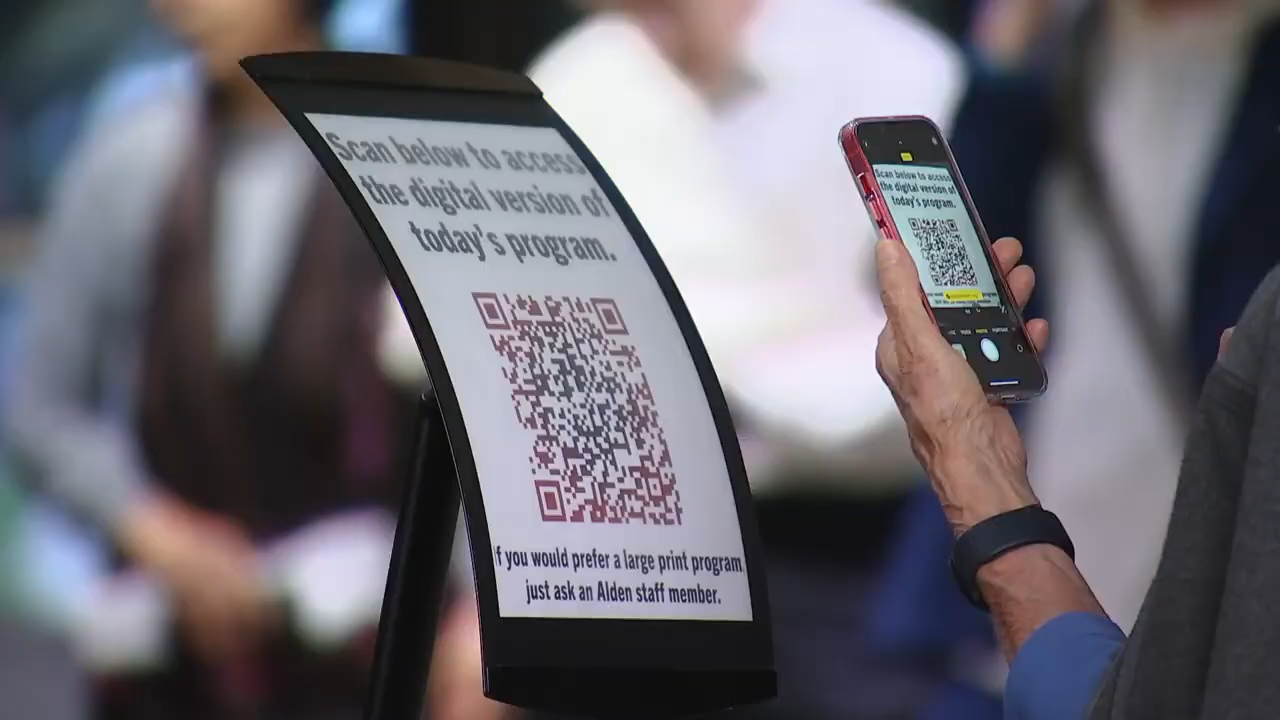 Scan below to access
the digital version of
today's program.
f you would prefer a large print program
just ask an Alden staff member.
Scan below to access
the digital version of
today's program.